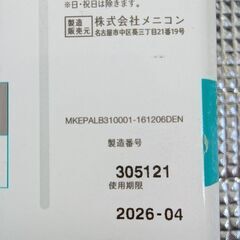 ※日・祝日は除きます。
製造
販売元
株式会社メニコン
名古屋市中区葵三丁目21番19号
MKEPALB310001-161206DEN
製造番号
305121
使用期限
2026-04